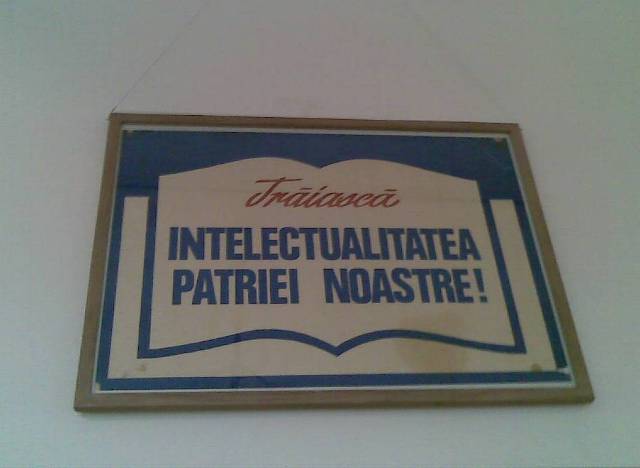 Trăiască
INTELECTUALITATEA
PATRIEI NOASTRE!